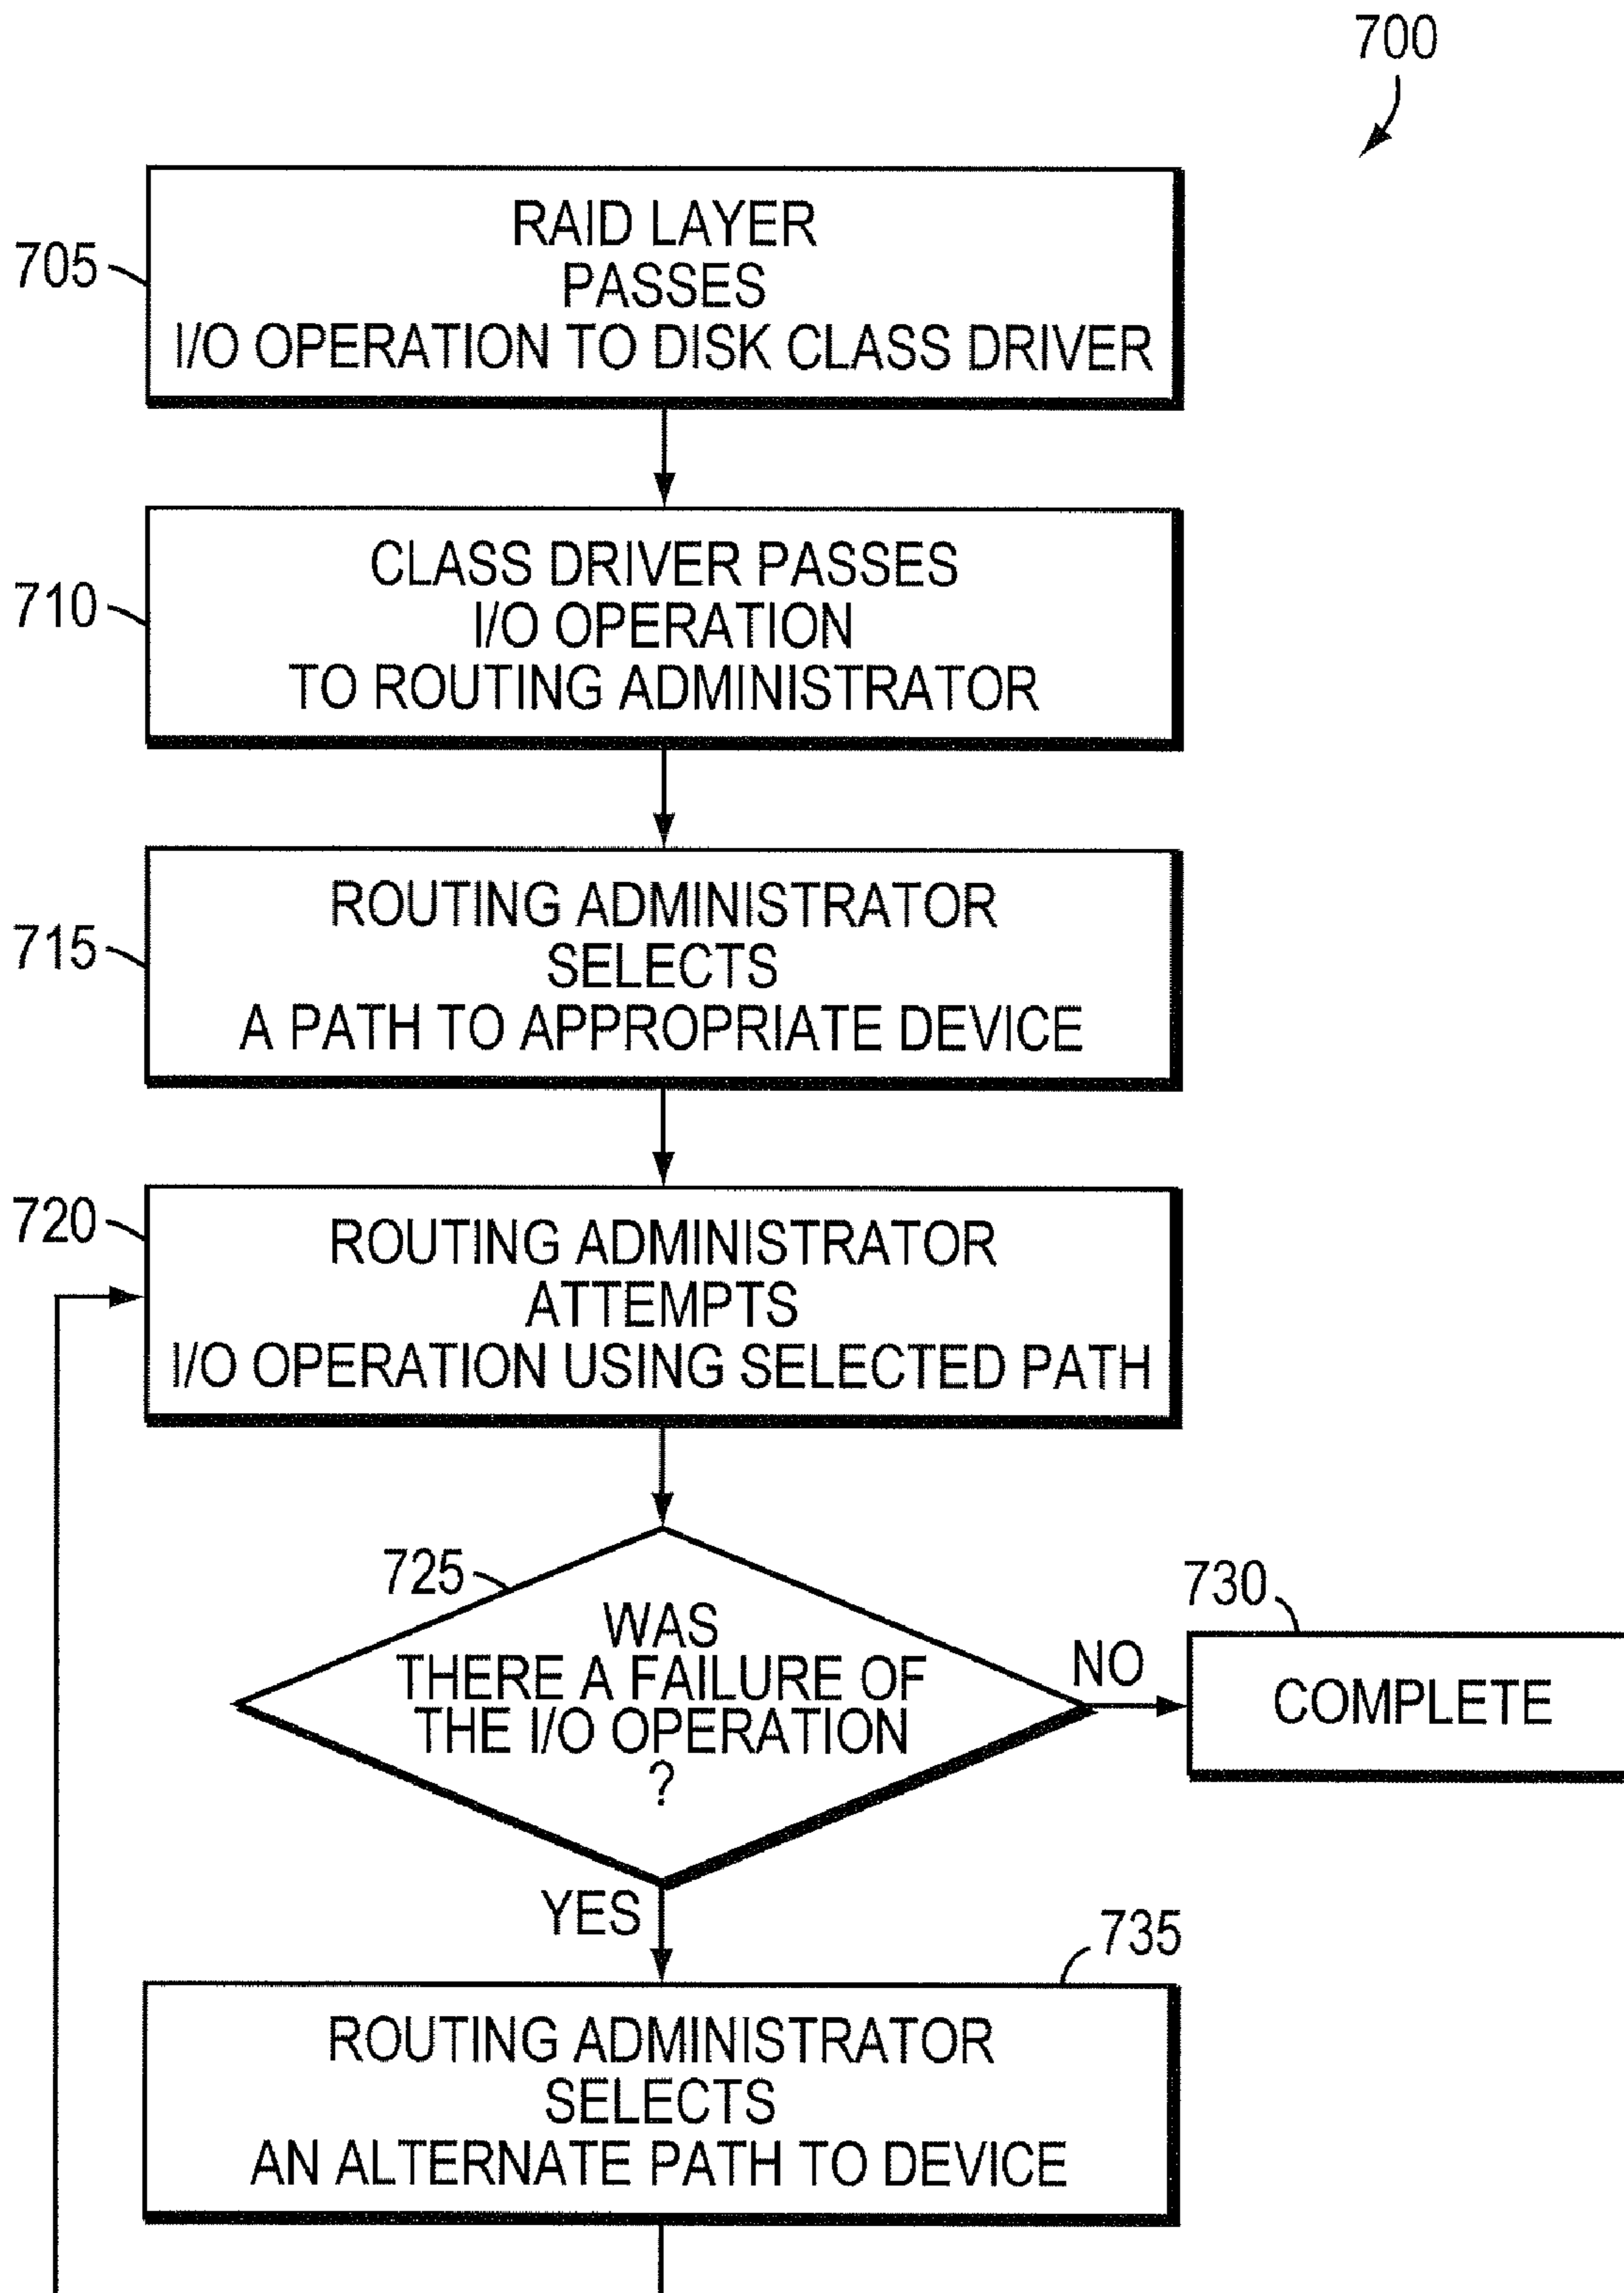 700
705
RAID LAYER
PASSES
I/O OPERATION TO DISK CLASS DRIVER
710
CLASS DRIVER PASSES
I/O OPERATION
TO ROUTING ADMINISTRATOR
715
ROUTING ADMINISTRATOR
SELECTS
A PATH TO APPROPRIATE DEVICE
720
ROUTING ADMINISTRATOR
ATTEMPTS
I/O OPERATION USING SELECTED PATH
725
WAS
THERE A FAILURE OF
THE I/O OPERATION
?
NO
730
COMPLETE
YES
735
ROUTING ADMINISTRATOR
SELECTS
AN ALTERNATE PATH TO DEVICE